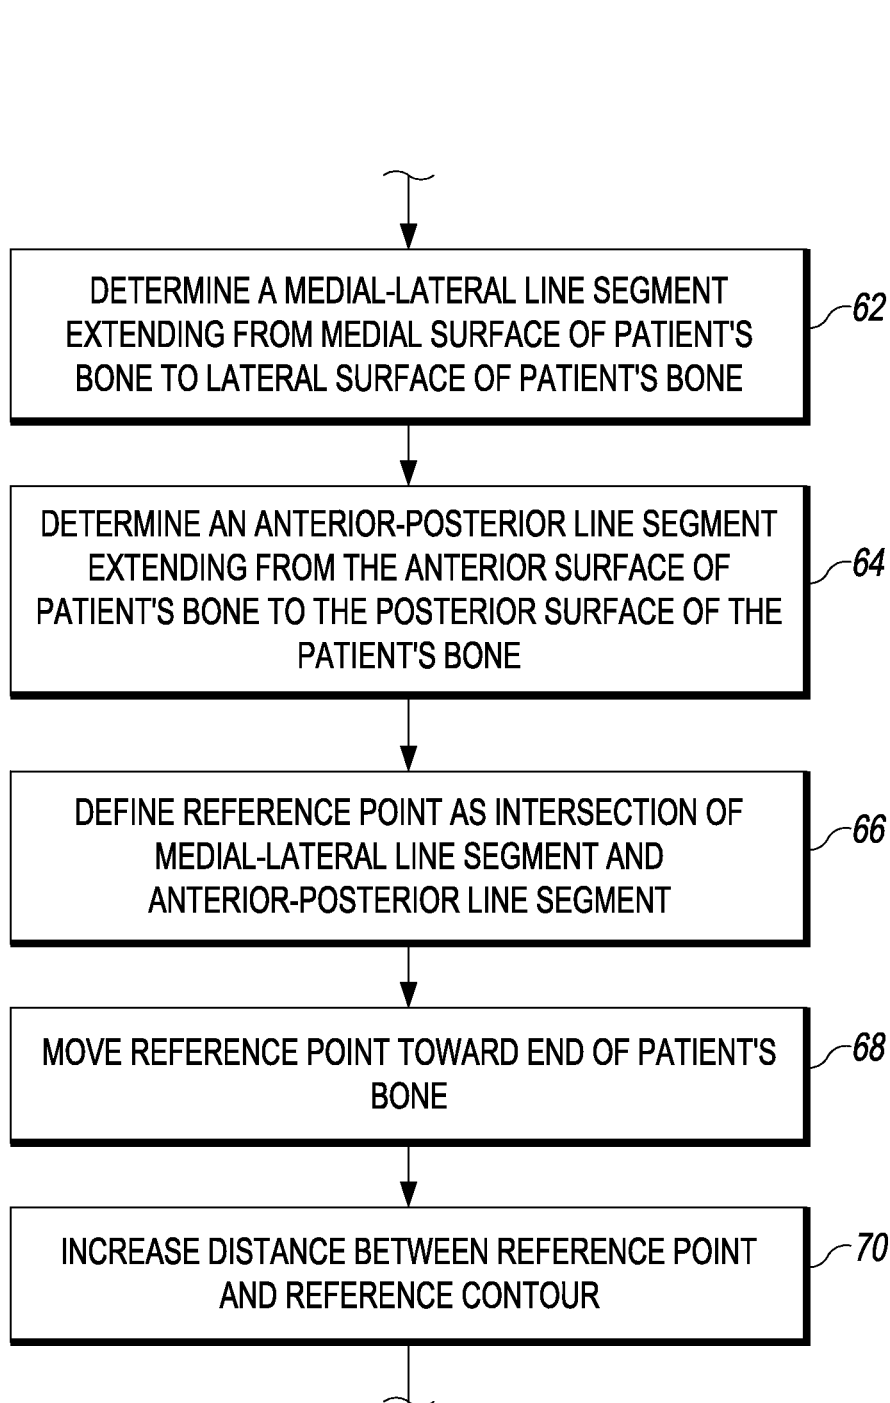 DETERMINE A MEDIAL-LATERAL LINE SEGMENT
EXTENDING FROM MEDIAL SURFACE OF PATIENT'S
BONE TO LATERAL SURFACE OF PATIENT'S BONE
62
DETERMINE AN ANTERIOR-POSTERIOR LINE SEGMENT
EXTENDING FROM THE ANTERIOR SURFACE OF
PATIENT'S BONE TO THE POSTERIOR SURFACE OF THE
PATIENT'S BONE
64
DEFINE REFERENCE POINT AS INTERSECTION OF
MEDIAL-LATERAL LINE SEGMENT AND
ANTERIOR-POSTERIOR LINE SEGMENT
66
MOVE REFERENCE POINT TOWARD END OF PATIENT'S
BONE
68
INCREASE DISTANCE BETWEEN REFERENCE POINT
AND REFERENCE CONTOUR
70